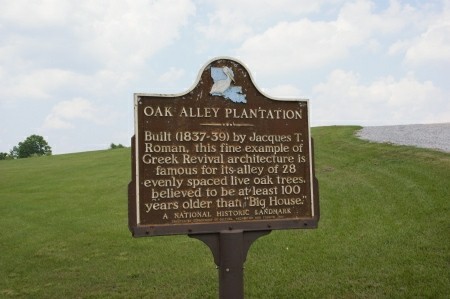 OAK ALLEY PLANTATION
Built (1837-39) by Jacques T.
Roman, this fine example of
Greek Revival architecture is
famous for its alley of 28
evenly spaced live oak trees,
believed to be at least 100
years older than "Big House."
A NATIONAL HISTORIC LANDMARK